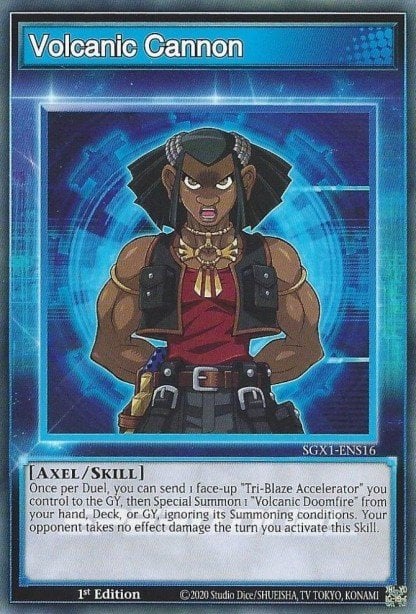 Volcanic Cannon
SGX1-ENS16
[AXEL/SKILL]
Once per Duel, you can send 1 face-up "Tri-Blaze Accelerator" you
control to the GY, then Special Summon 1 "Volcanic Doomfire" from
your hand, Deck, or GY, ignoring its Summoning conditions. Your
opponent takes no effect damage the turn you activate this Skill.
1st Edition
©2020 Studio Dice/SHUEISHA, TV TOKYO, KONAMI